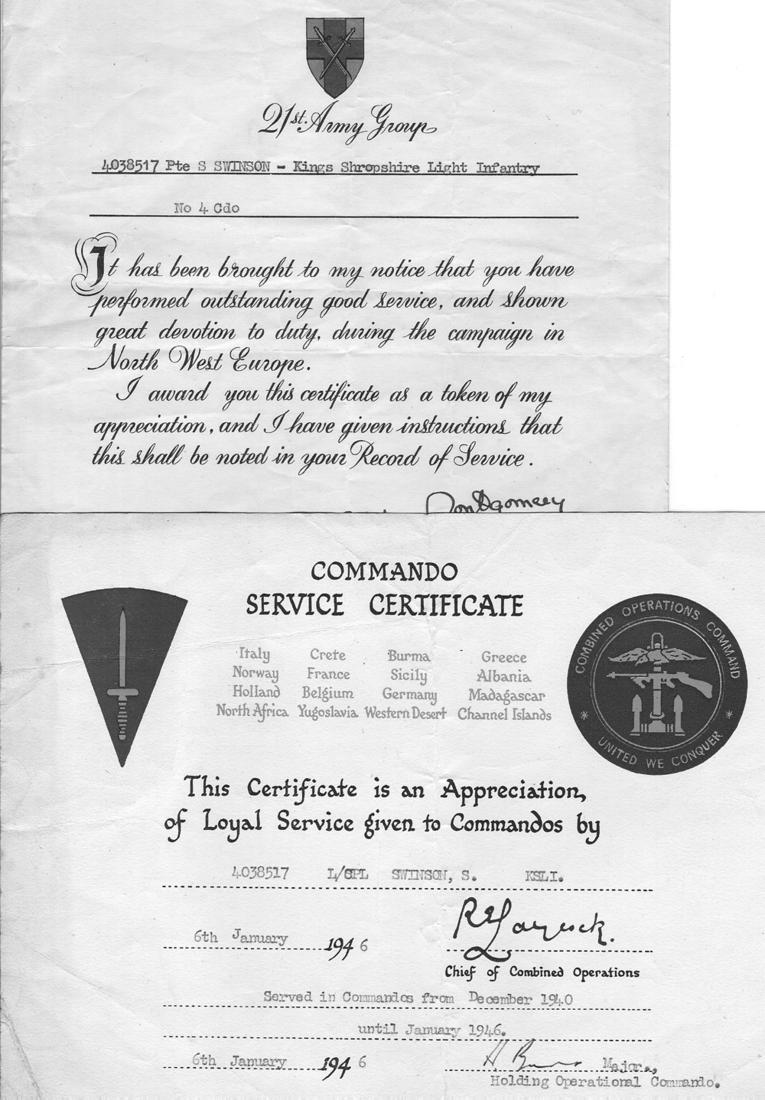 21st. Army Group
4038517 Pte S SWINSON - Kings Shropshire Light Infantry
No 4 Cdo
It has been brought to my notice that you have
performed outstanding good service, and shown
great devotion to duty, during the campaign in
North West Europe.
I award you this certificate as a token of my
appreciation, and I have given instructions that
this shall be noted in your Record of Service.
Montgomery
COMMANDO
SERVICE CERTIFICATE
Italy Crete Burma Greece
Norway France Sicily Albania
Holland Belgium Germany Madagascar
North Africa Yugoslavia Western Desert Channel Islands
COMBINED OPERATIONS COMMAND
* UNITED WE CONQUER *
This Certificate is an Appreciation,
of Loyal Service given to Commandos by
4038517 L/CPL SWINSON, S. KSLI.
6th January 1946
R E Laycock.
Chief of Combined Operations
Served in Commandos from December 1940
until January 1946.
6th January 1946
Major.,
Holding Operational Commando.